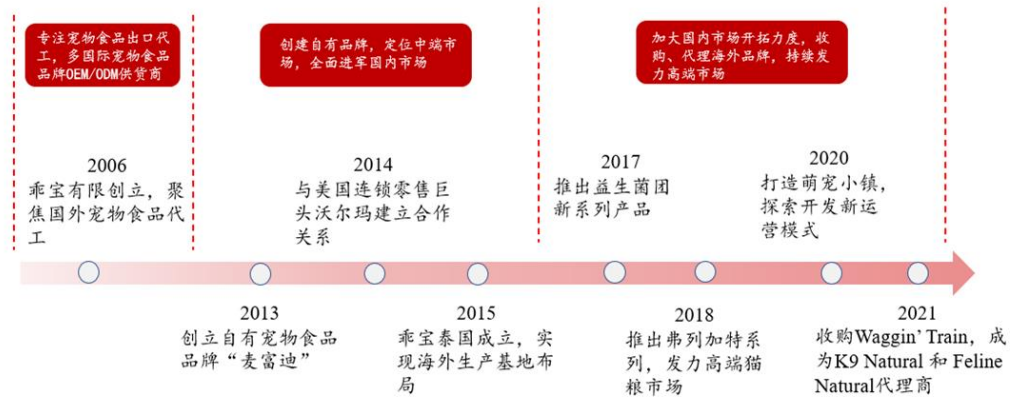 专注宠物食品出口代
工，多国际宠物食品
品牌OEM/ODM供货商
创建自有品牌，定位中端市
场，全面进军国内市场
加大国内市场开拓力度，收
购、代理海外品牌，持续发
力高端市场
2006
乖宝有限创立，聚
焦国外宠物食品代
工
2014
与美国连锁零售巨
头沃尔玛建立合作
关系
2017
推出益生菌团
新系列产品
2020
打造萌宠小镇，
探索开发新运
营模式
2013
创立自有宠物食品
品牌“麦富迪”
2015
乖宝泰国成立，实
现海外生产基地布
局
2018
推出弗列加特系
列，发力高端猫
粮市场
2021
收购Waggin’ Train，成
为K9 Natural 和 Feline
Natural代理商